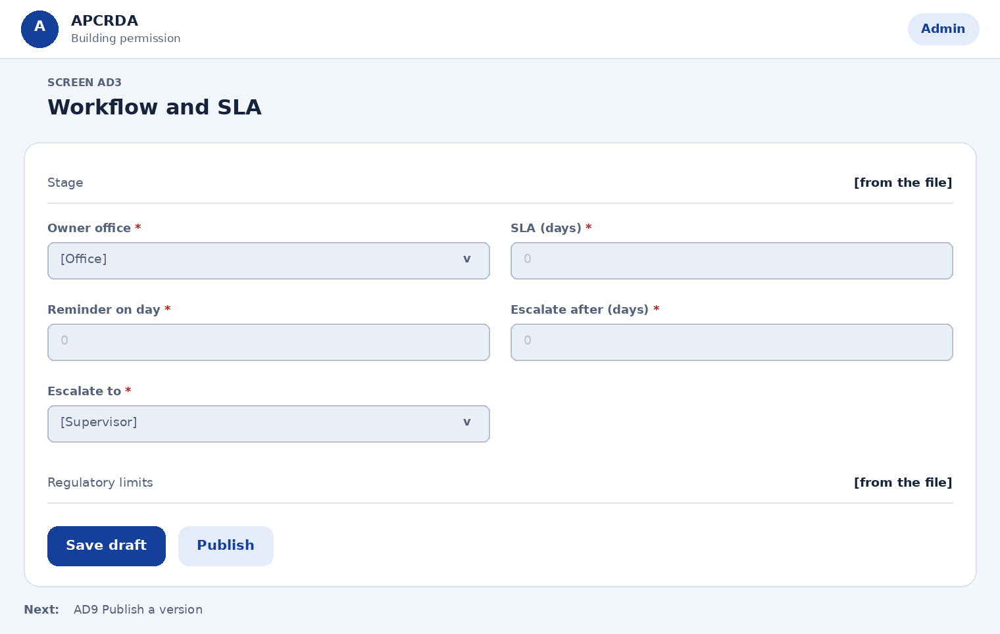 A
APCRDA
Building permission
Admin
SCREEN AD3
Workflow and SLA
Stage [from the file]
Owner office * SLA (days) *
[Office] v 0
Reminder on day * Escalate after (days) *
0 0
Escalate to *
[Supervisor] v
Regulatory limits [from the file]
Save draft Publish
Next: AD9 Publish a version